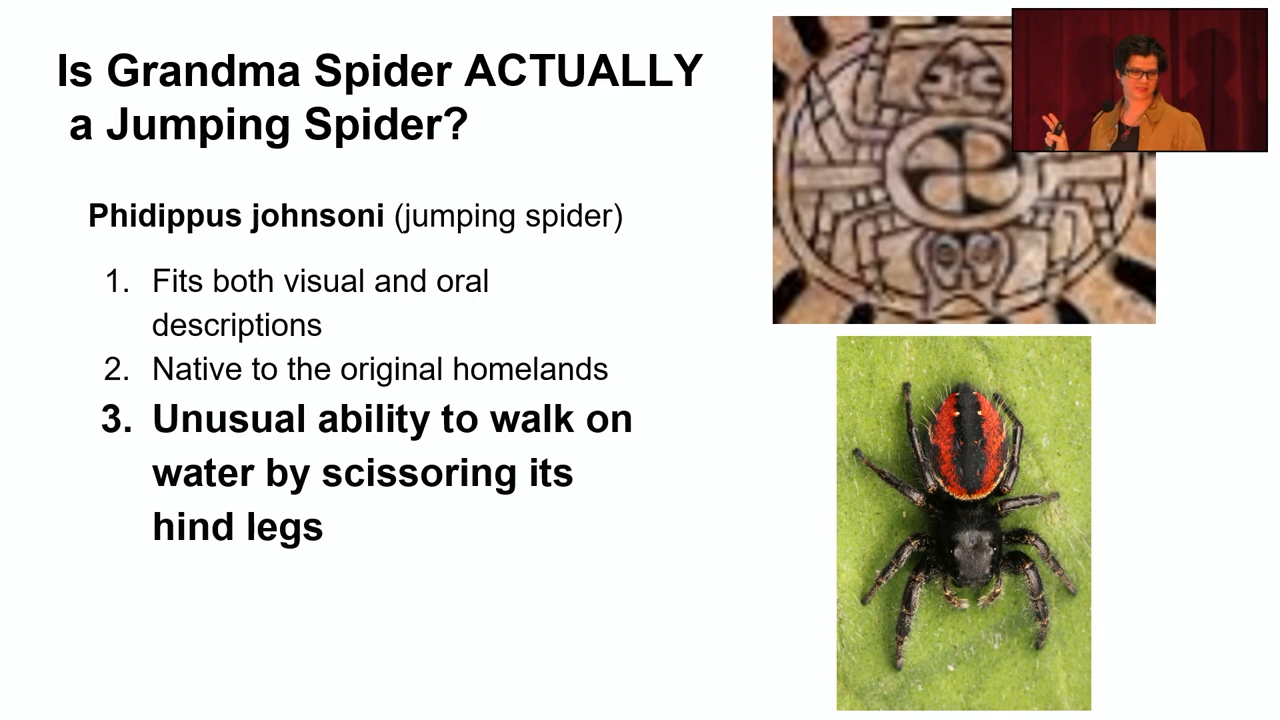 Is Grandma Spider ACTUALLY
a Jumping Spider?
Phidippus johnsoni (jumping spider)
1. Fits both visual and oral
descriptions
2. Native to the original homelands
3. Unusual ability to walk on
water by scissoring its
hind legs